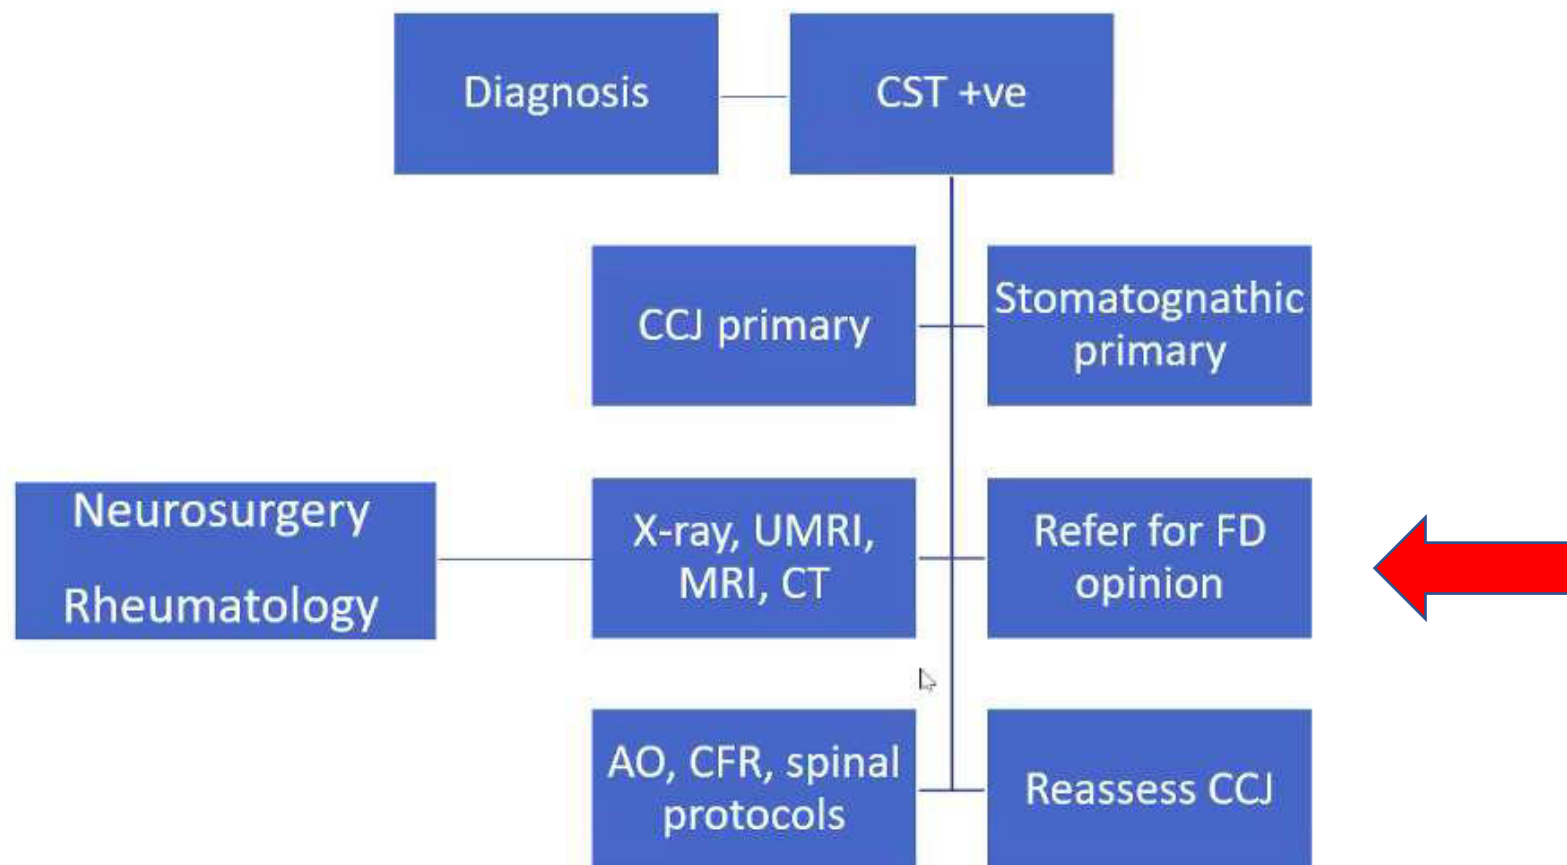 Diagnosis
CST +ve
CCJ primary
Stomatognathic
primary
Neurosurgery
Rheumatology
X-ray, UMRI,
MRI, CT
Refer for FD
opinion
AO, CFR, spinal
protocols
Reassess CCJ